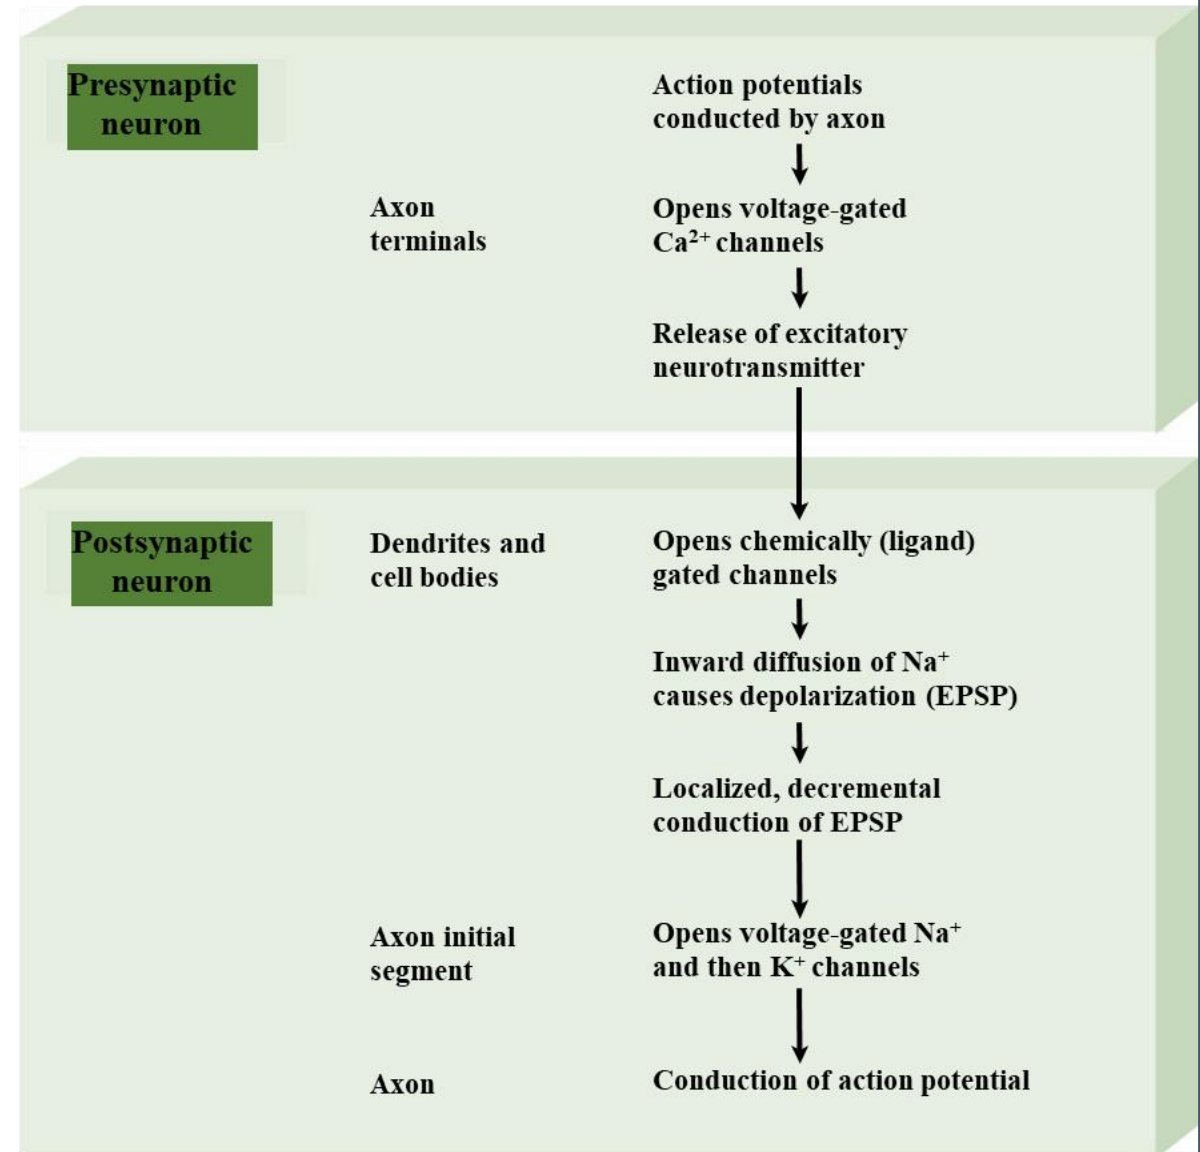 Presynaptic
neuron
Action potentials
conducted by axon
Axon
terminals
Opens voltage-gated
Ca²⁺ channels
Release of excitatory
neurotransmitter
Postsynaptic
neuron
Dendrites and
cell bodies
Opens chemically (ligand)
gated channels
Inward diffusion of Na⁺
causes depolarization (EPSP)
Localized, decremental
conduction of EPSP
Axon initial
segment
Opens voltage-gated Na⁺
and then K⁺ channels
Axon
Conduction of action potential